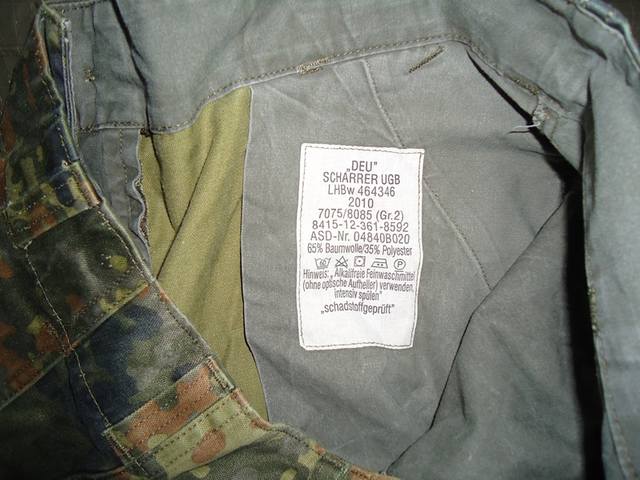 „DEU"
SCHARRER UGB
LHBw 464346
2010
7075/8085 (Gr.2)
8415-12-361-8592
ASD-Nr. 04840B020
65% Baumwolle/35% Polyester
Hinweis: „Alkalifreie Feinwaschmittel
(ohne optische Aufheller) verwenden,
intensiv spülen"
„schadstoffgeprüft"